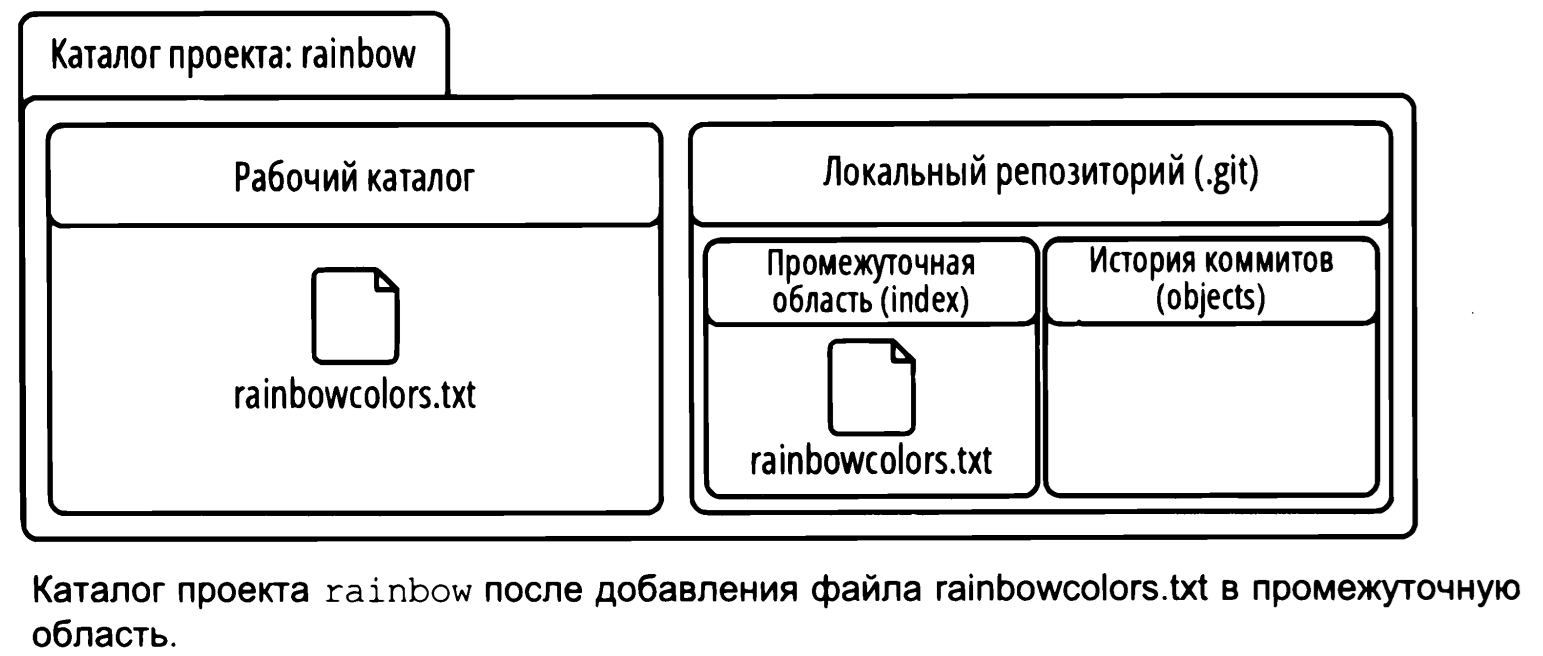 Каталог проекта: rainbow
Рабочий каталог
rainbowcolors.txt
Локальный репозиторий (.git)
Промежуточная
область (index)
rainbowcolors.txt
История коммитов
(objects)
Каталог проекта rainbow после добавления файла rainbowcolors.txt в промежуточную
область.